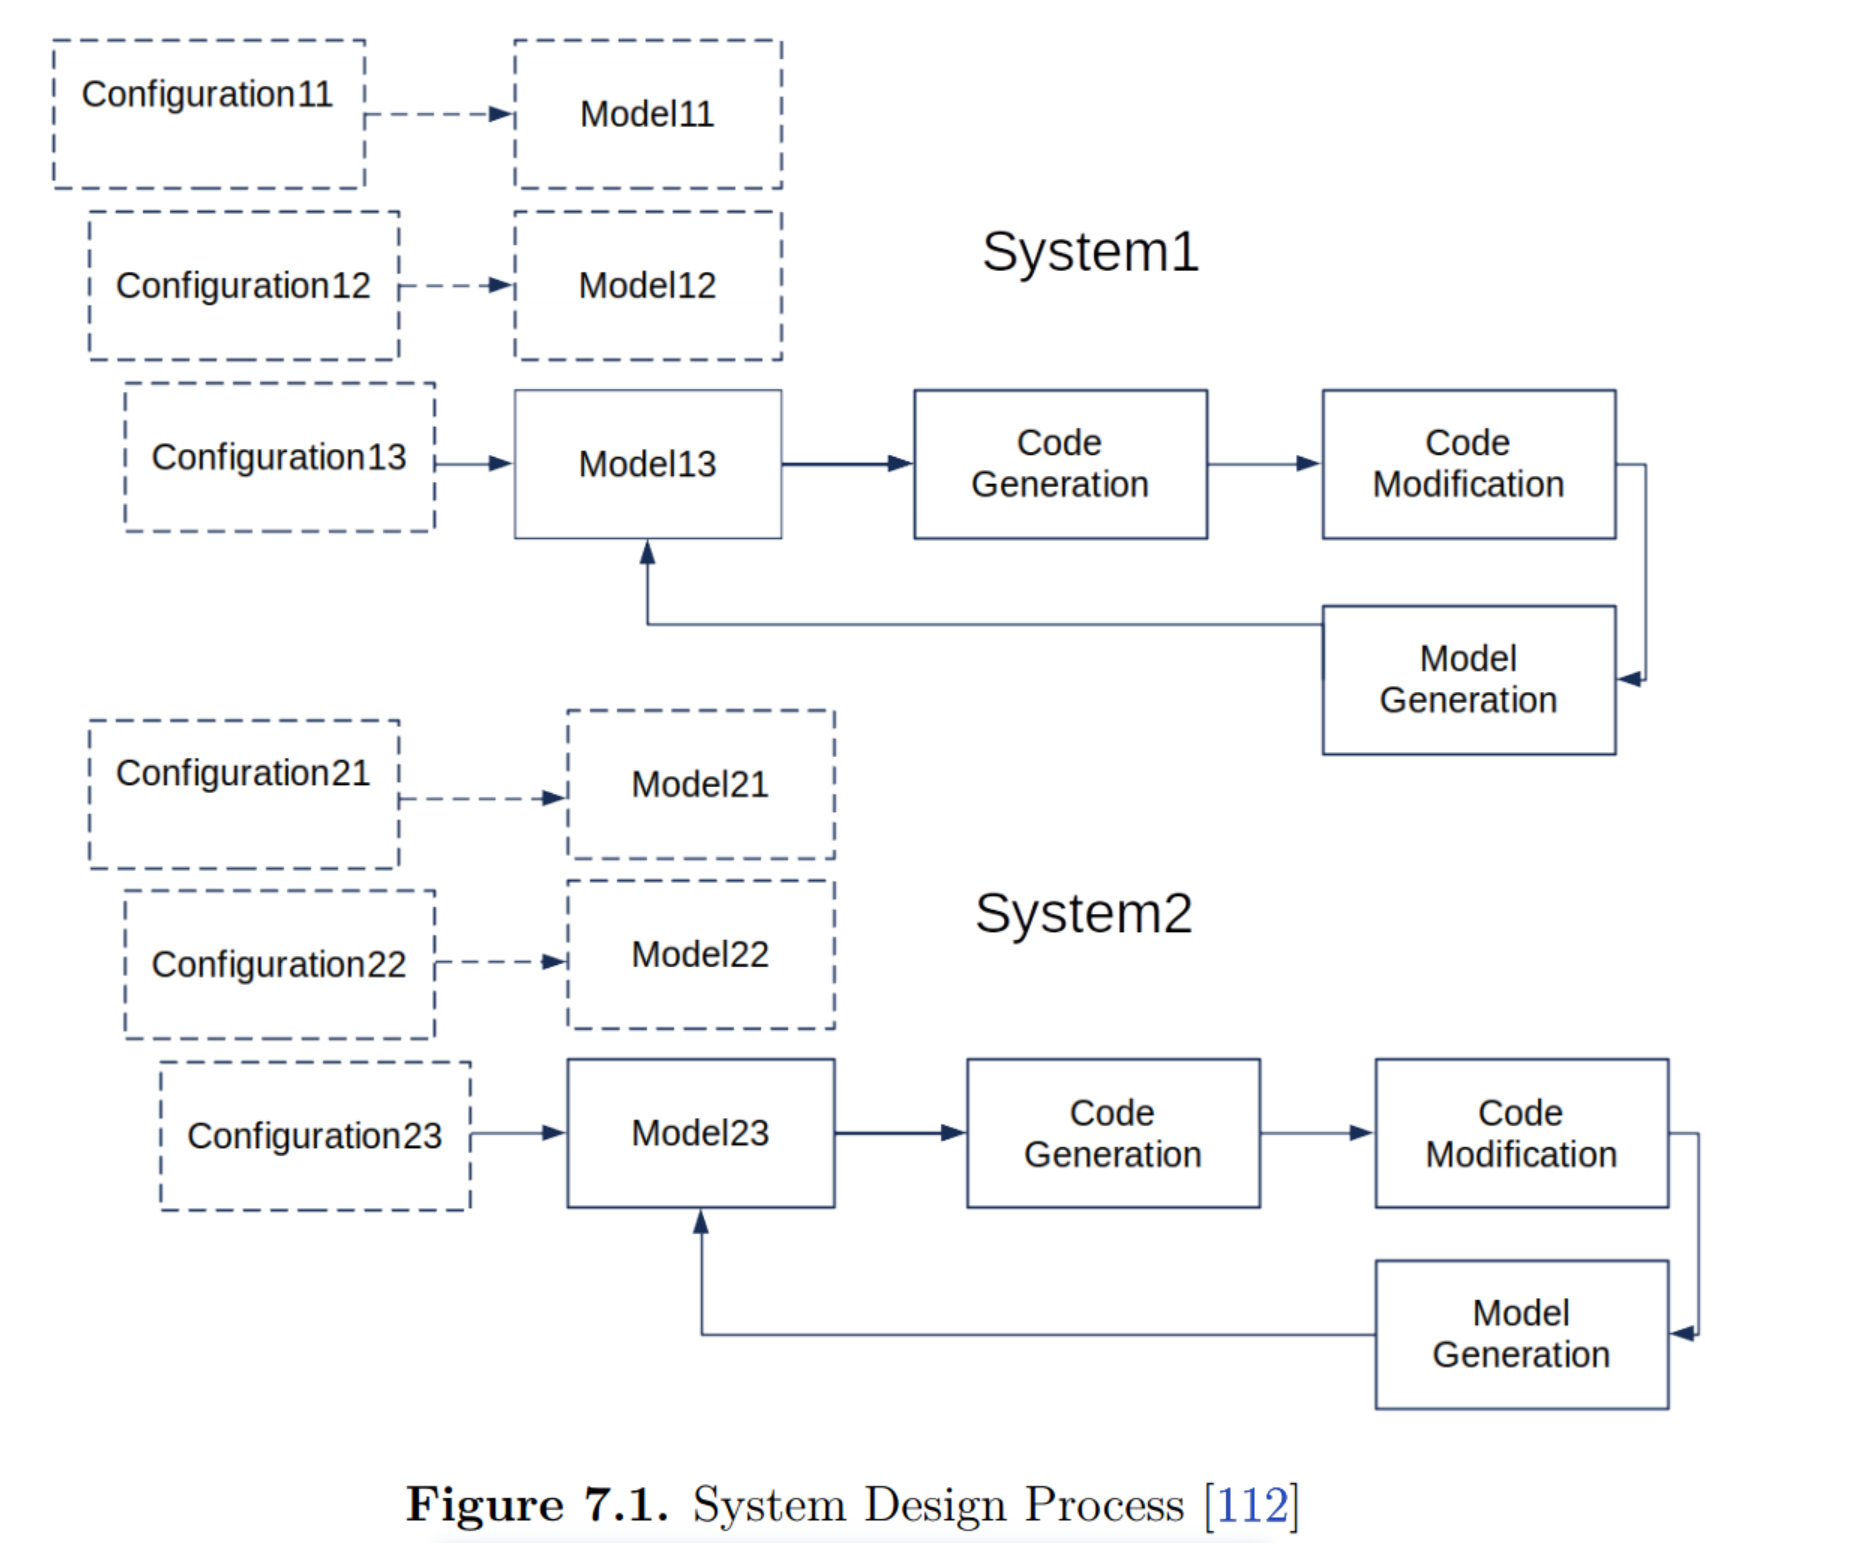 Configuration11
Model11
Configuration12
Model12
System1
Configuration13
Model13
Code
Generation
Code
Modification
Model
Generation
Configuration21
Model21
Configuration22
Model22
System2
Configuration23
Model23
Code
Generation
Code
Modification
Model
Generation
Figure 7.1. System Design Process [112]